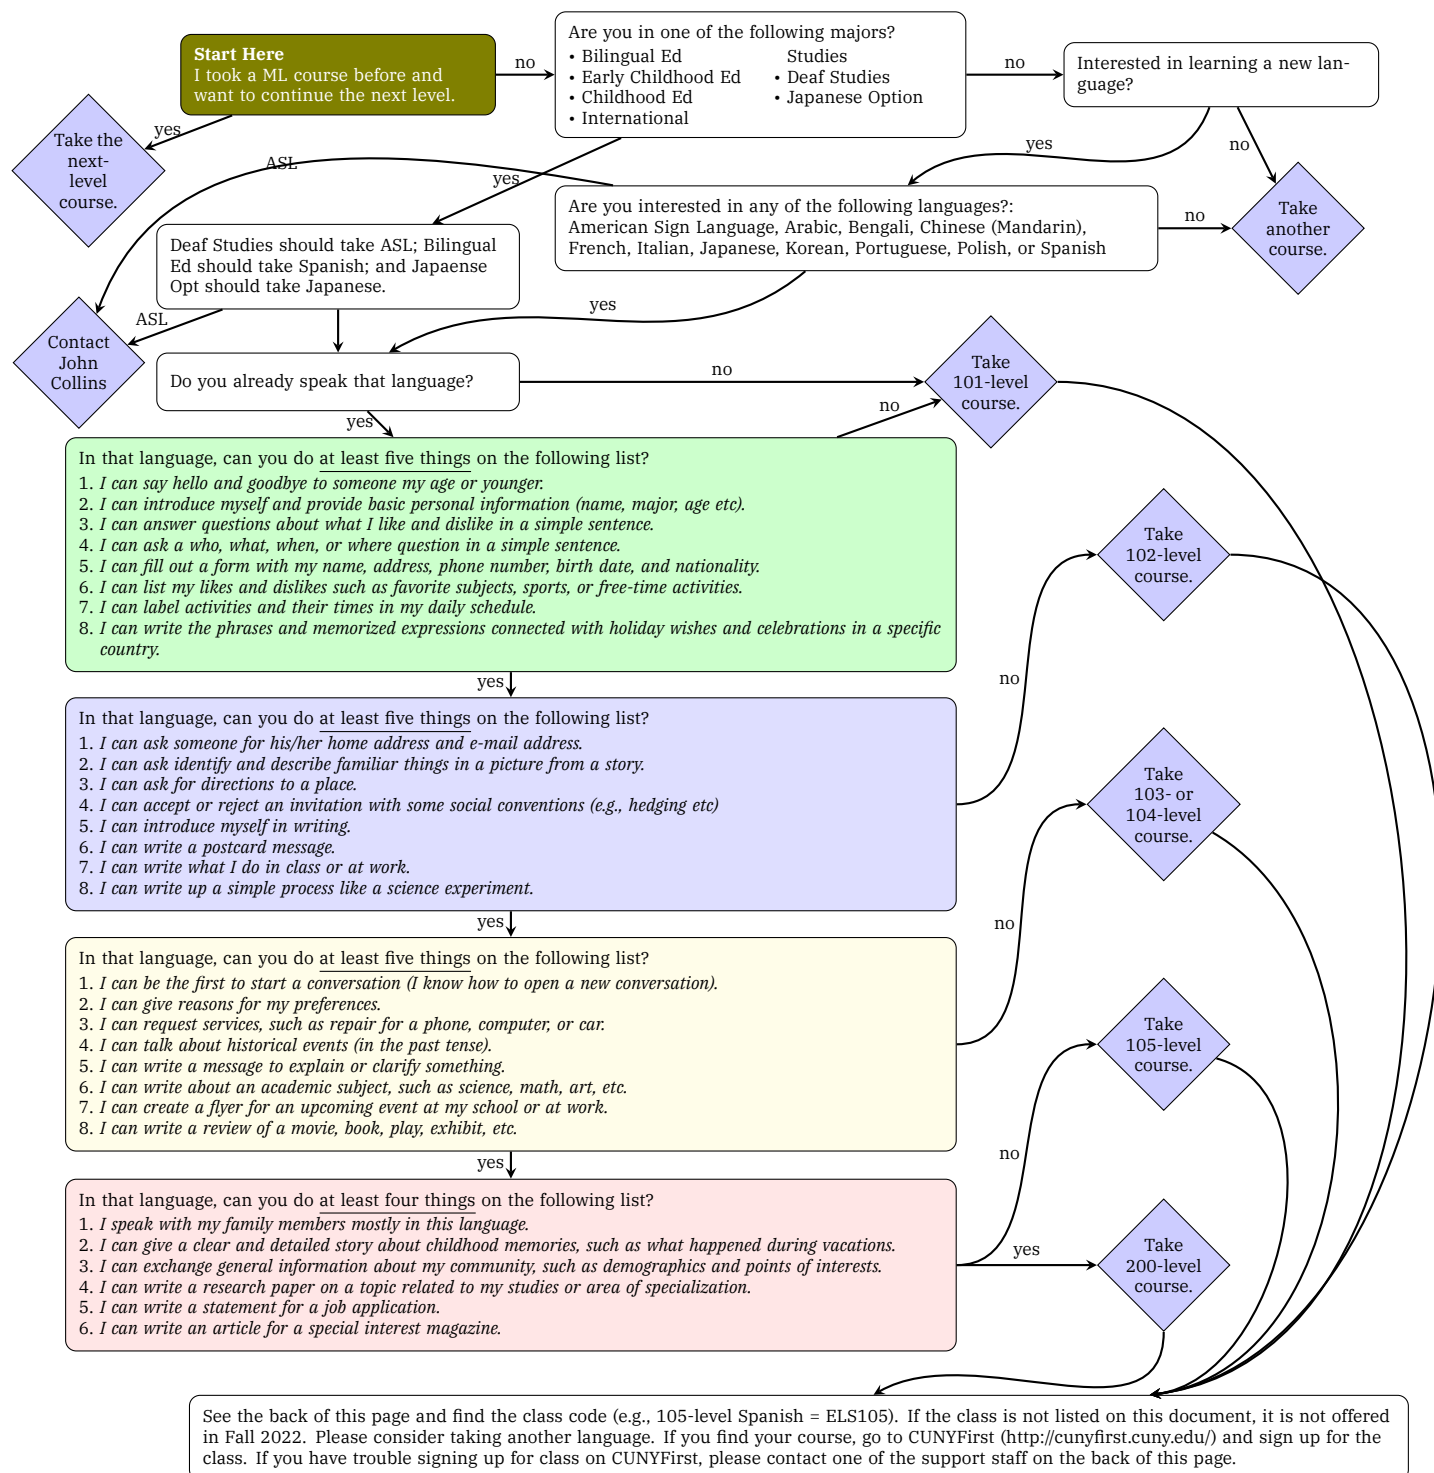 Start Here
I took a ML course before and
want to continue the next level.
no
Are you in one of the following majors?
• Bilingual Ed
• Early Childhood Ed
• Childhood Ed
• International
Studies
• Deaf Studies
• Japanese Option
no
Interested in learning a new lan-
guage?
yes
Take the
next-
level
course.
ASL
yes
yes
no
Are you interested in any of the following languages?:
American Sign Language, Arabic, Bengali, Chinese (Mandarin),
French, Italian, Japanese, Korean, Portuguese, Polish, or Spanish
no
Take
another
course.
Deaf Studies should take ASL; Bilingual
Ed should take Spanish; and Japaense
Opt should take Japanese.
ASL
yes
Contact
John
Collins
Do you already speak that language?
no
Take
101-level
course.
yes
no
In that language, can you do at least five things on the following list?
1. I can say hello and goodbye to someone my age or younger.
2. I can introduce myself and provide basic personal information (name, major, age etc).
3. I can answer questions about what I like and dislike in a simple sentence.
4. I can ask a who, what, when, or where question in a simple sentence.
5. I can fill out a form with my name, address, phone number, birth date, and nationality.
6. I can list my likes and dislikes such as favorite subjects, sports, or free-time activities.
7. I can label activities and their times in my daily schedule.
8. I can write the phrases and memorized expressions connected with holiday wishes and celebrations in a specific
country.
Take
102-level
course.
yes
no
In that language, can you do at least five things on the following list?
1. I can ask someone for his/her home address and e-mail address.
2. I can ask identify and describe familiar things in a picture from a story.
3. I can ask for directions to a place.
4. I can accept or reject an invitation with some social conventions (e.g., hedging etc)
5. I can introduce myself in writing.
6. I can write a postcard message.
7. I can write what I do in class or at work.
8. I can write up a simple process like a science experiment.
Take
103- or
104-level
course.
yes
no
In that language, can you do at least five things on the following list?
1. I can be the first to start a conversation (I know how to open a new conversation).
2. I can give reasons for my preferences.
3. I can request services, such as repair for a phone, computer, or car.
4. I can talk about historical events (in the past tense).
5. I can write a message to explain or clarify something.
6. I can write about an academic subject, such as science, math, art, etc.
7. I can create a flyer for an upcoming event at my school or at work.
8. I can write a review of a movie, book, play, exhibit, etc.
Take
105-level
course.
yes
no
In that language, can you do at least four things on the following list?
1. I speak with my family members mostly in this language.
2. I can give a clear and detailed story about childhood memories, such as what happened during vacations.
3. I can exchange general information about my community, such as demographics and points of interests.
4. I can write a research paper on a topic related to my studies or area of specialization.
5. I can write a statement for a job application.
6. I can write an article for a special interest magazine.
yes
Take
200-level
course.
See the back of this page and find the class code (e.g., 105-level Spanish = ELS105). If the class is not listed on this document, it is not offered
in Fall 2022. Please consider taking another language. If you find your course, go to CUNYFirst (http://cunyfirst.cuny.edu/) and sign up for the
class. If you have trouble signing up for class on CUNYFirst, please contact one of the support staff on the back of this page.